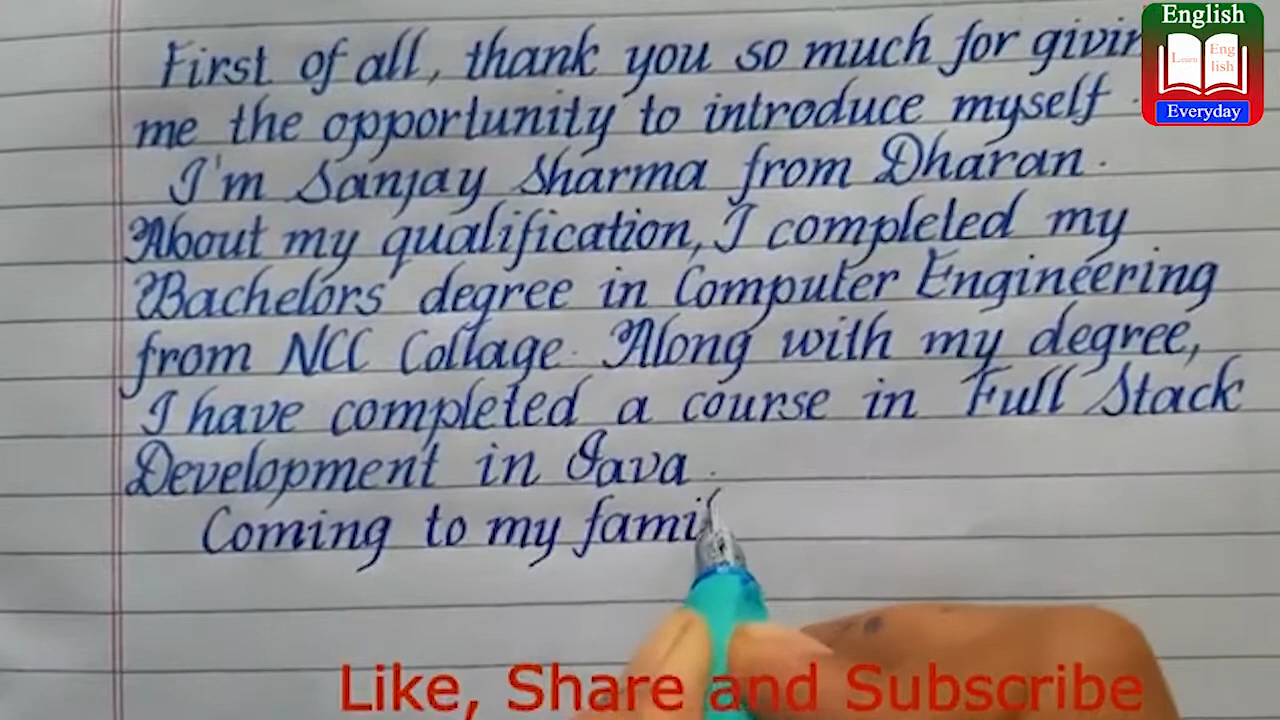 First of all, thank you so much for givin
me the opportunity to introduce myself.
I'm Sanjay Sharma from Dharan.
About my qualification, I completed my
Bachelors' degree in Computer Engineering
from NCC Collage. Along with my degree,
I have completed a course in Full Stack
Development in Java.
Coming to my fami
English
Learn
Eng
lish
Everyday
Like, Share and Subscribe